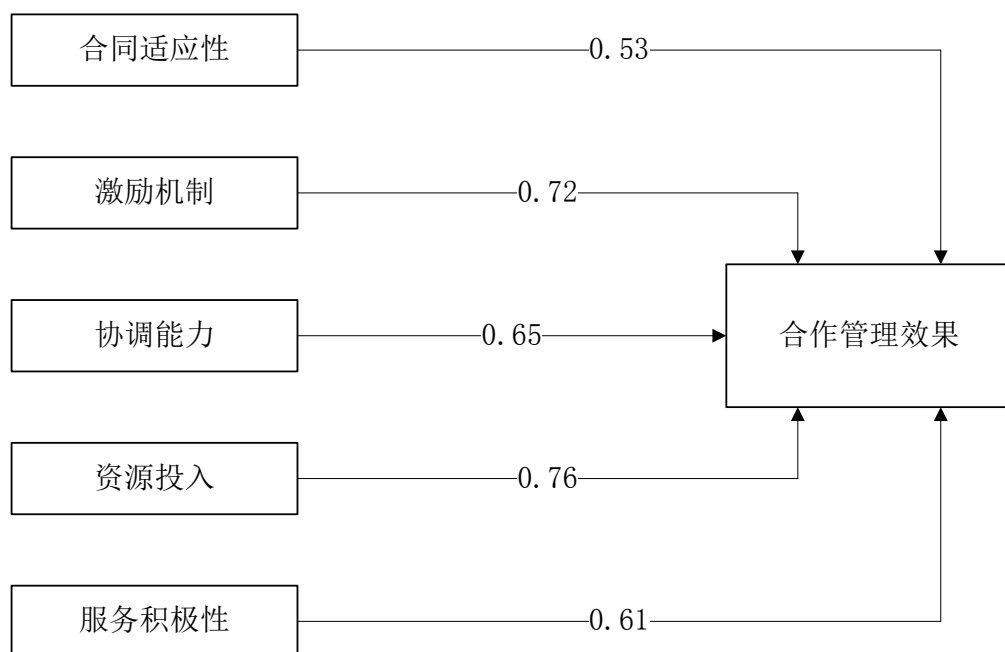 合同适应性
0.53
激励机制
0.72
协调能力
0.65
合作管理效果
资源投入
0.76
服务积极性
0.61